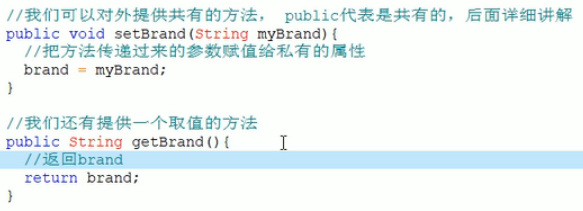 //我们可以对外提供共有的方法， public代表是共有的，后面详细讲解
public void setBrand(String myBrand){
//把方法传递过来的参数赋值给私有的属性
brand = myBrand;
}
//我们还有提供一个取值的方法
public String getBrand(){
//返回brand
return brand;
}